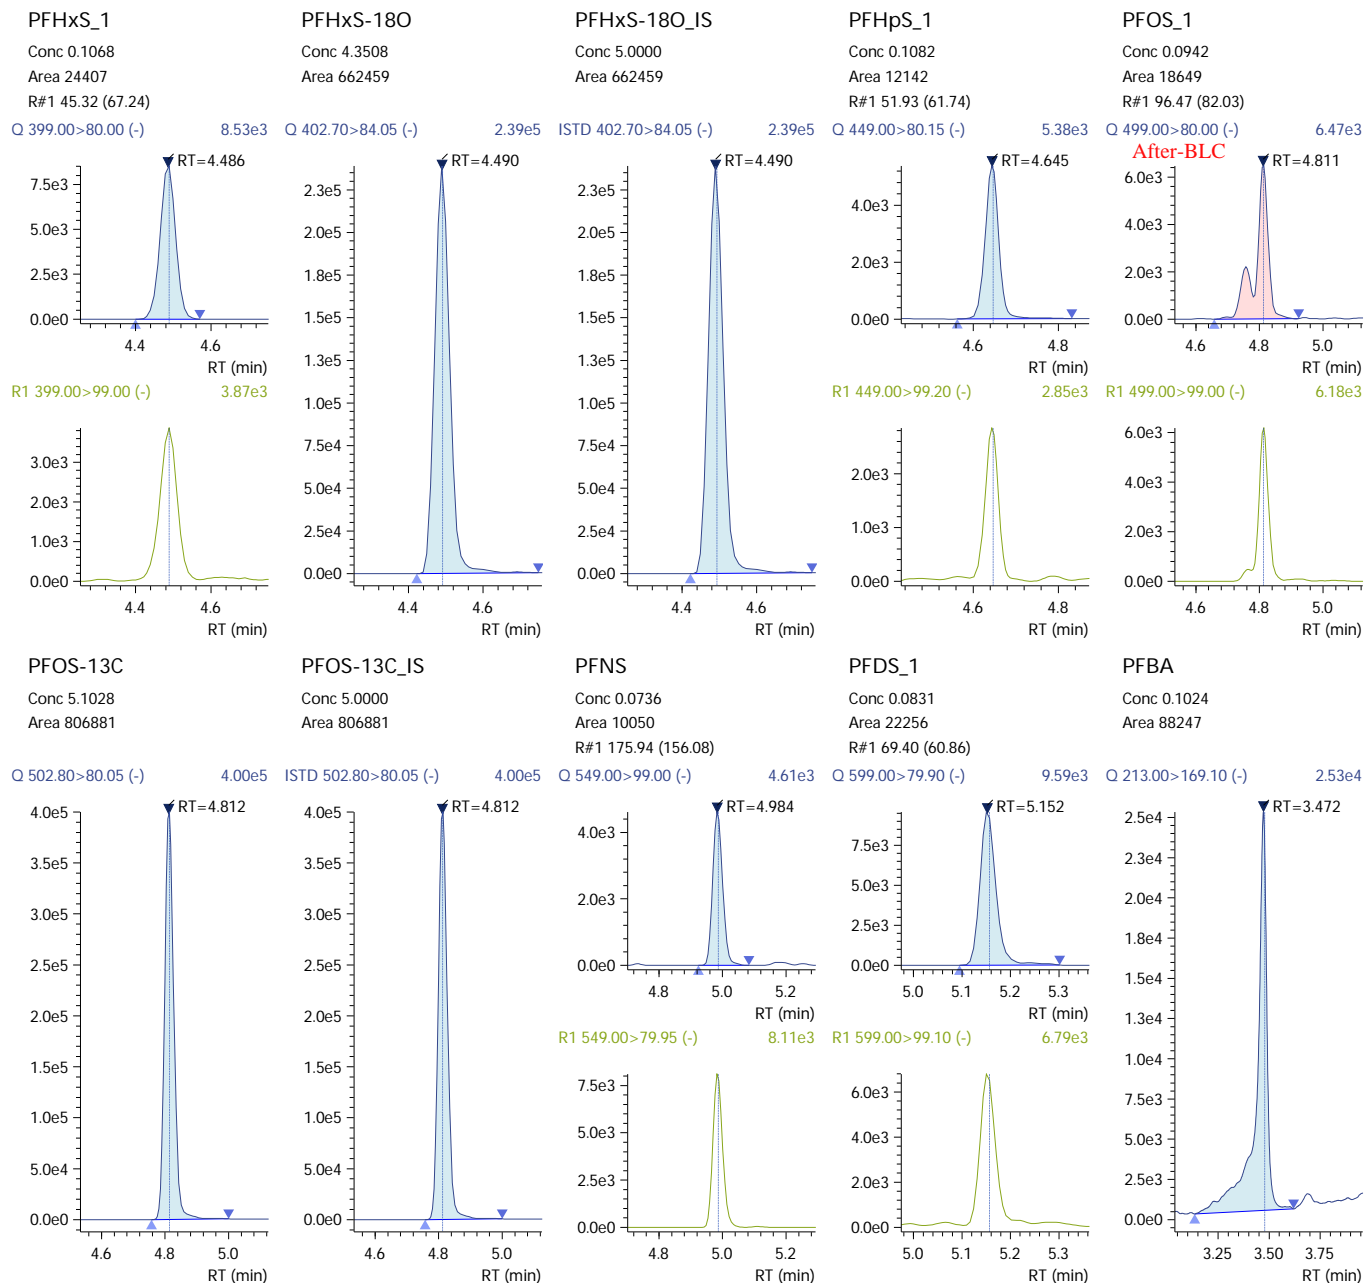 PFHxS_1
Conc 0.1068
Area 24407
R#1 45.32 (67.24)
Q 399.00>80.00 (-) 8.53e3
RT=4.486
7.5e3
5.0e3
2.5e3
0.0e0
4.4 4.6
RT (min)
R1 399.00>99.00 (-) 3.87e3
3.0e3
2.0e3
1.0e3
0.0e0
4.4 4.6
RT (min)
PFHxS-18O
Conc 4.3508
Area 662459
Q 402.70>84.05 (-) 2.39e5
RT=4.490
2.3e5
2.0e5
1.8e5
1.5e5
1.3e5
1.0e5
7.5e4
5.0e4
2.5e4
0.0e0
4.4 4.6
RT (min)
PFHxS-18O_IS
Conc 5.0000
Area 662459
ISTD 402.70>84.05 (-) 2.39e5
RT=4.490
2.3e5
2.0e5
1.8e5
1.5e5
1.3e5
1.0e5
7.5e4
5.0e4
2.5e4
0.0e0
4.4 4.6
RT (min)
PFHpS_1
Conc 0.1082
Area 12142
R#1 51.93 (61.74)
Q 449.00>80.15 (-) 5.38e3
RT=4.645
4.0e3
2.0e3
0.0e0
4.6 4.8
RT (min)
R1 449.00>99.20 (-) 2.85e3
2.0e3
1.0e3
0.0e0
4.6 4.8
RT (min)
PFOS_1
Conc 0.0942
Area 18649
R#1 96.47 (82.03)
Q 499.00>80.00 (-) 6.47e3
After-BLC
RT=4.811
6.0e3
4.0e3
2.0e3
0.0e0
4.6 4.8 5.0
RT (min)
R1 499.00>99.00 (-) 6.18e3
6.0e3
4.0e3
2.0e3
0.0e0
4.6 4.8 5.0
RT (min)
PFOS-13C
Conc 5.1028
Area 806881
Q 502.80>80.05 (-) 4.00e5
RT=4.812
4.0e5
3.5e5
3.0e5
2.5e5
2.0e5
1.5e5
1.0e5
5.0e4
0.0e0
4.6 4.8 5.0
RT (min)
PFOS-13C_IS
Conc 5.0000
Area 806881
ISTD 502.80>80.05 (-) 4.00e5
RT=4.812
4.0e5
3.5e5
3.0e5
2.5e5
2.0e5
1.5e5
1.0e5
5.0e4
0.0e0
4.6 4.8 5.0
RT (min)
PFNS
Conc 0.0736
Area 10050
R#1 175.94 (156.08)
Q 549.00>99.00 (-) 4.61e3
RT=4.984
4.0e3
2.0e3
0.0e0
4.8 5.0 5.2
RT (min)
R1 549.00>79.95 (-) 8.11e3
7.5e3
5.0e3
2.5e3
0.0e0
4.8 5.0 5.2
RT (min)
PFDS_1
Conc 0.0831
Area 22256
R#1 69.40 (60.86)
Q 599.00>79.90 (-) 9.59e3
RT=5.152
7.5e3
5.0e3
2.5e3
0.0e0
5.0 5.1 5.2 5.3
RT (min)
R1 599.00>99.10 (-) 6.79e3
6.0e3
4.0e3
2.0e3
0.0e0
5.0 5.1 5.2 5.3
RT (min)
PFBA
Conc 0.1024
Area 88247
Q 213.00>169.10 (-) 2.53e4
RT=3.472
2.5e4
2.3e4
2.0e4
1.8e4
1.5e4
1.3e4
1.0e4
7.5e3
5.0e3
2.5e3
0.0e0
3.25 3.50 3.75
RT (min)